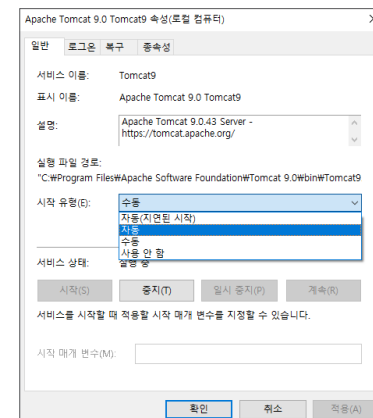 Apache Tomcat 9.0 Tomcat9 속성(로컬 컴퓨터)
일반 로그온 복구 종속성
서비스 이름: Tomcat9
표시 이름: Apache Tomcat 9.0 Tomcat9
설명: Apache Tomcat 9.0.43 Server -
https://tomcat.apache.org/
실행 파일 경로:
"C:₩Program Files₩Apache Software Foundation₩Tomcat 9.0₩bin₩Tomcat9
시작 유형(E): 수동
자동(지연된 시작)
자동
수동
사용 안 함
서비스 상태: 실행 중
시작(S) 중지(T) 일시 중지(P) 계속(R)
서비스를 시작할 때 적용할 시작 매개 변수를 지정할 수 있습니다.
시작 매개 변수(M):
확인 취소 적용(A)